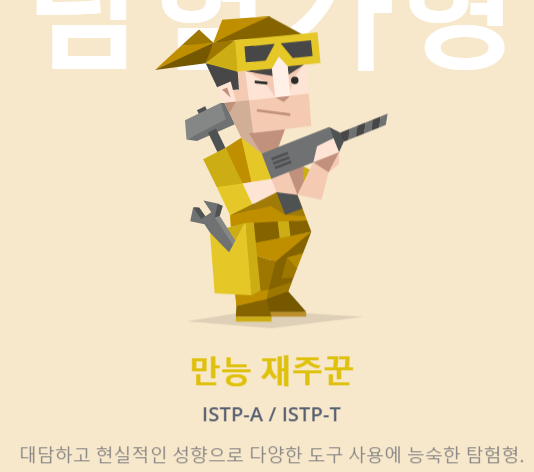 탐험가형
만능 재주꾼
ISTP-A / ISTP-T
대담하고 현실적인 성향으로 다양한 도구 사용에 능숙한 탐험형.